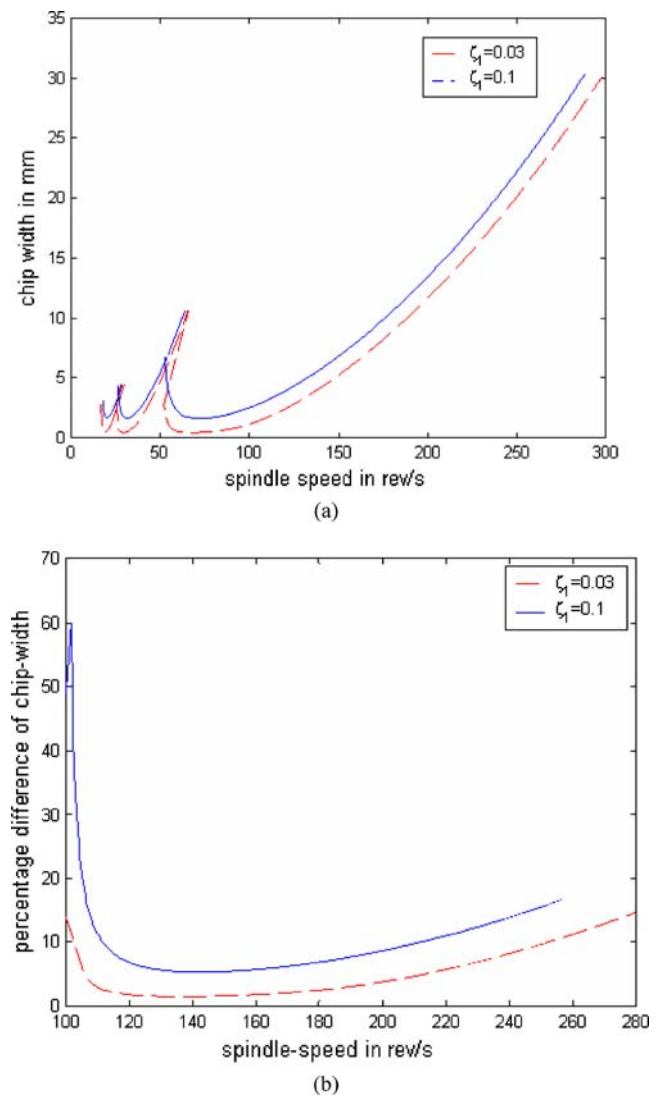 35
30
25
20
15
10
5
0
chip width in mm
ζ₁=0.03
ζ₁=0.1
0 50 100 150 200 250 300
spindle speed in rev/s
(a)
70
60
50
40
30
20
10
0
percentage difference of chip-width
ζ₁=0.03
ζ₁=0.1
100 120 140 160 180 200 220 240 260 280
spindle-speed in rev/s
(b)